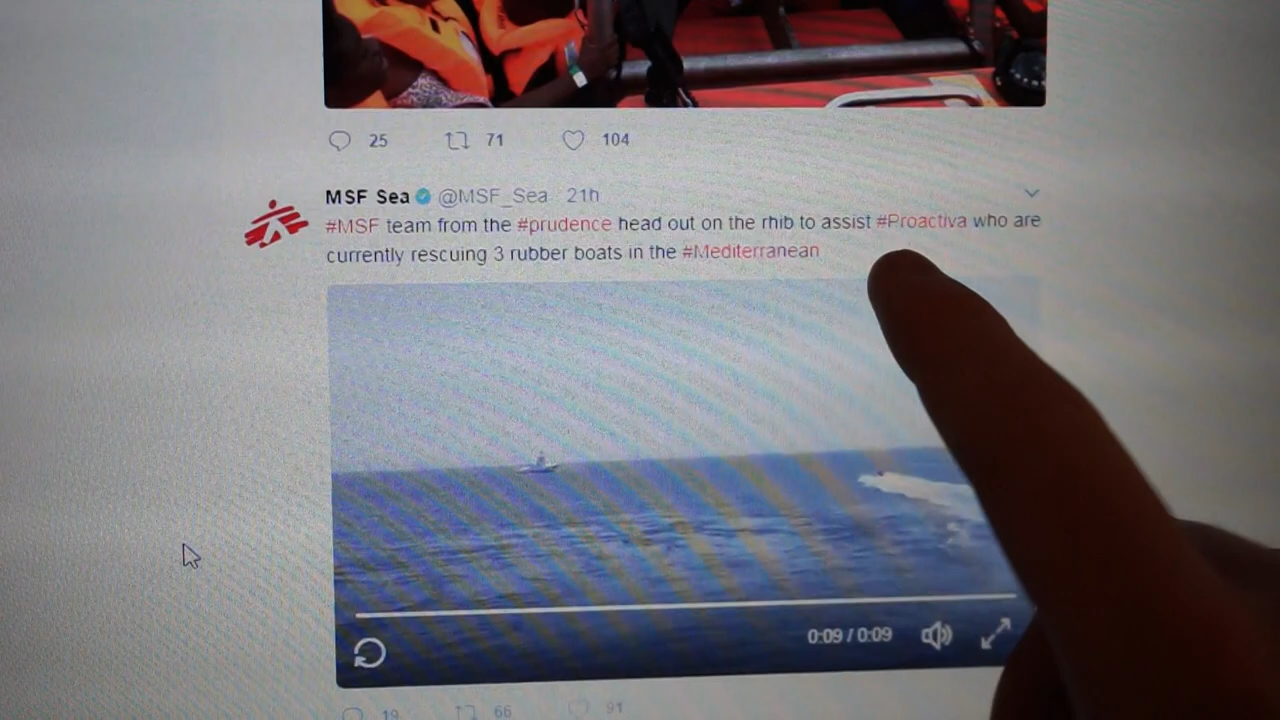 25 71 104
MSF Sea @MSF_Sea 21h
#MSF team from the #prudence head out on the rhib to assist #Proactiva who are
currently rescuing 3 rubber boats in the #Mediterranean
0:09 / 0:09
19 66 91